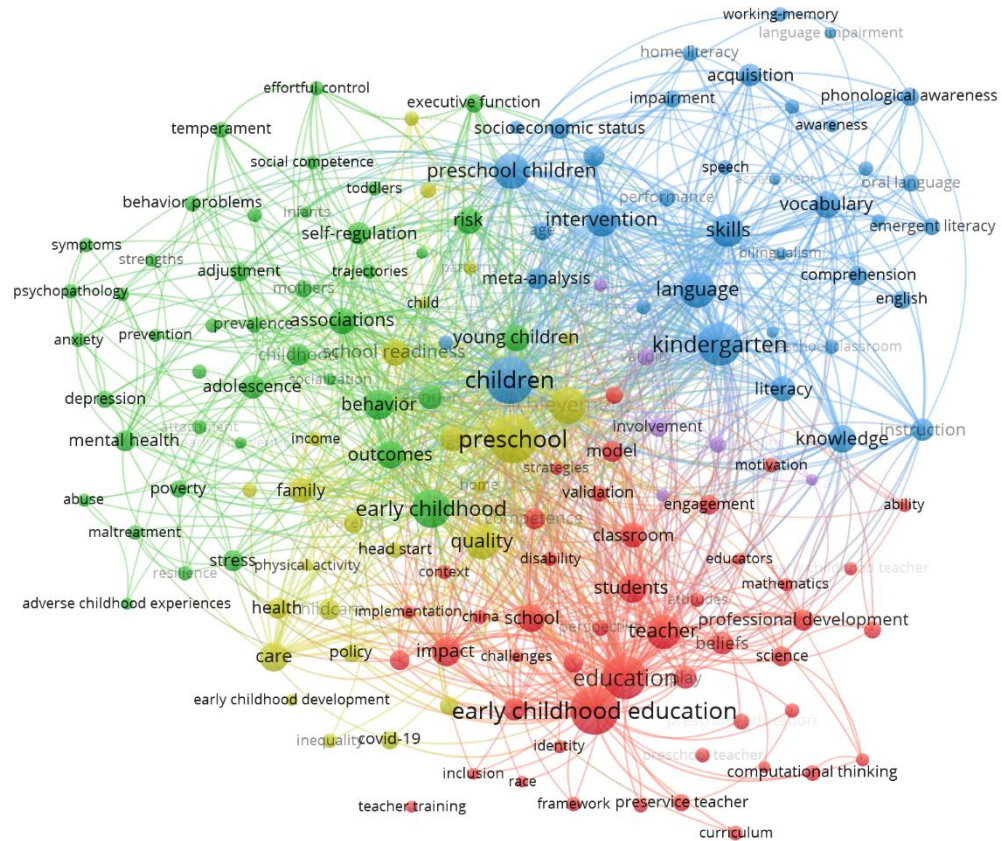 working-memory
language impairment
home literacy
acquisition
effortful control
executive function
impairment
phonological awareness
temperament
socioeconomic status
awareness
social competence
preschool children
speech
toddlers
performance
oral language
behavior problems
infants
risk
intervention
vocabulary
self-regulation
age
skills
emergent literacy
symptoms
strengths
adjustment
trajectories
bilingualism
mothers
meta-analysis
comprehension
psychopathology
language
child
english
associations
prevention
prevalence
anxiety
young children
kindergarten
childhood
school readiness
socialization
children
adolescence
literacy
depression
behavior
involvement
instruction
mental health
income
preschool
knowledge
outcomes
model
strategies
motivation
abuse
poverty
family
home
validation
engagement
ability
early childhood
competence
maltreatment
classroom
quality
head start
stress
physical activity
disability
educators
resilience
context
early childhood teacher
mathematics
students
adverse childhood experiences
health
childcare
implementation
china
school
attitudes
professional development
teacher
beliefs
care
policy
impact
challenges
science
education
play
early childhood development
early childhood education
inequality
covid-19
identity
preschool teacher
inclusion
race
computational thinking
teacher training
framework
preservice teacher
curriculum